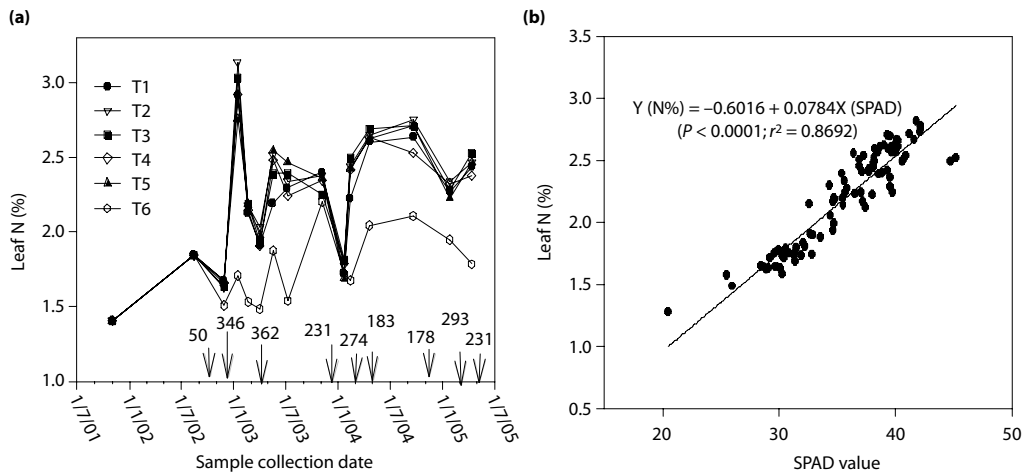 (a)
3.0
2.5
2.0
1.5
1.0
Leaf N (%)
T1
T2
T3
T4
T5
T6
50
346
362
231
274
183
178
293
231
1/7/01
1/1/02
1/7/02
1/1/03
1/7/03
1/1/04
1/7/04
1/1/05
1/7/05
Sample collection date
(b)
3.5
3.0
2.5
2.0
1.5
1.0
0.5
Leaf N (%)
Y (N%) = –0.6016 + 0.0784X (SPAD)
(P < 0.0001; r² = 0.8692)
20
30
40
50
SPAD value